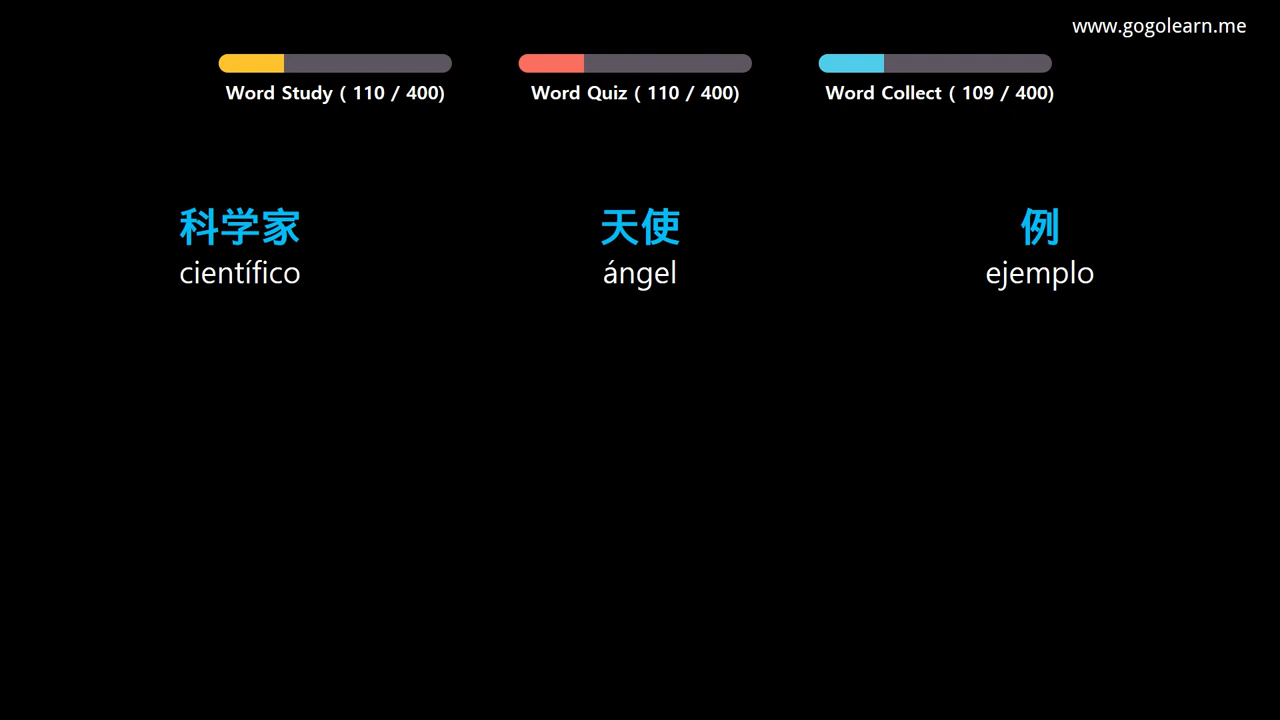 www.gogolearn.me
Word Study ( 110 / 400)
Word Quiz ( 110 / 400)
Word Collect ( 109 / 400)
科学家
científico
天使
ángel
例
ejemplo